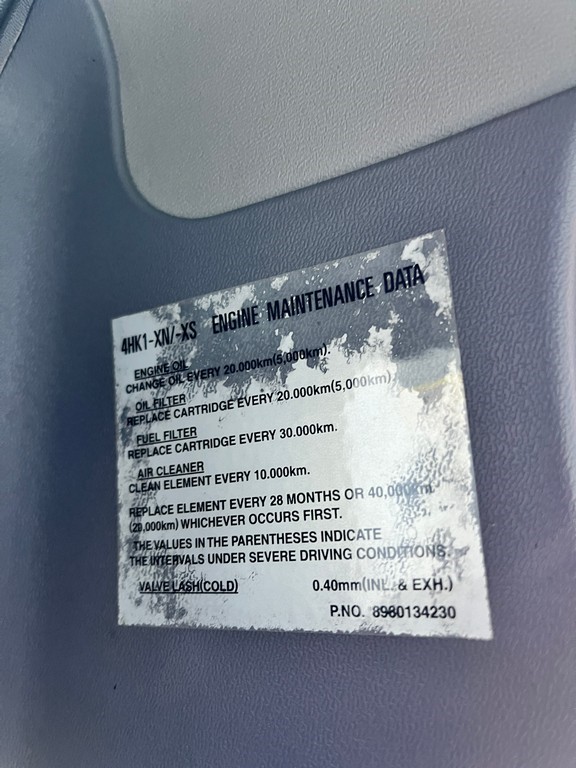 4HK1-XN/-XS ENGINE MAINTENANCE DATA
ENGINE OIL
CHANGE OIL EVERY 20.000km(5,000km).
OIL FILTER
REPLACE CARTRIDGE EVERY 20.000km(5,000km).
FUEL FILTER
REPLACE CARTRIDGE EVERY 30.000km.
AIR CLEANER
CLEAN ELEMENT EVERY 10.000km.
REPLACE ELEMENT EVERY 28 MONTHS OR 40,000km
(20,000km) WHICHEVER OCCURS FIRST.
THE VALUES IN THE PARENTHESES INDICATE
THE INTERVALS UNDER SEVERE DRIVING CONDITIONS.
VALVE LASH(COLD) 0.40mm(INL. & EXH.)
P.NO. 8980134230